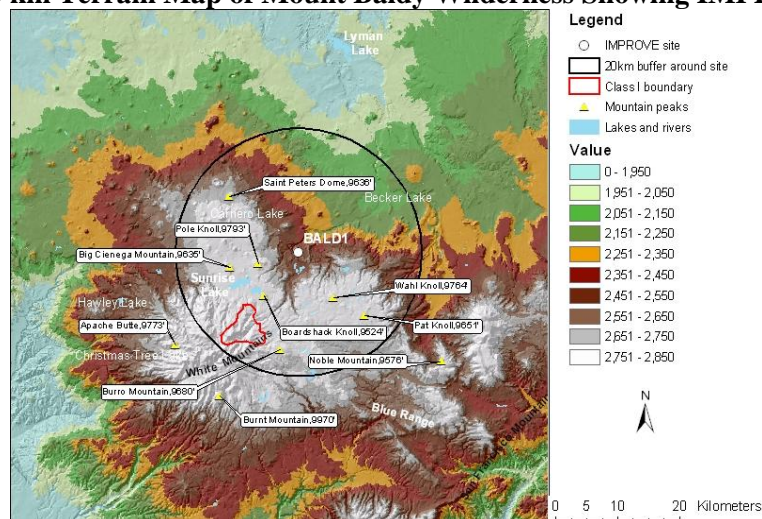 km Terrain Map of Mount Baldy Wilderness Showing IMP
Lyman
Lake
Saint Peters Dome,9636'
Becker Lake
Carnero Lake
Pole Knoll,9793'
BALD1
Big Cienega Mountain,9635'
Sunrise
Lake
Wahl Knoll,9764'
Hawley Lake
Apache Butte,9773'
Boardshack Knoll,9524'
Pat Knoll,9651'
Christmas Tree
White Mountains
Noble Mountain,9576'
Burro Mountain,9680'
Blue Range
Burnt Mountain,9970'
Legend
IMPROVE site
20km buffer around site
Class I boundary
Mountain peaks
Lakes and rivers
Value
0 - 1,950
1,951 - 2,050
2,051 - 2,150
2,151 - 2,250
2,251 - 2,350
2,351 - 2,450
2,451 - 2,550
2,551 - 2,650
2,651 - 2,750
2,751 - 2,850
N
0 5 10 20 Kilometers